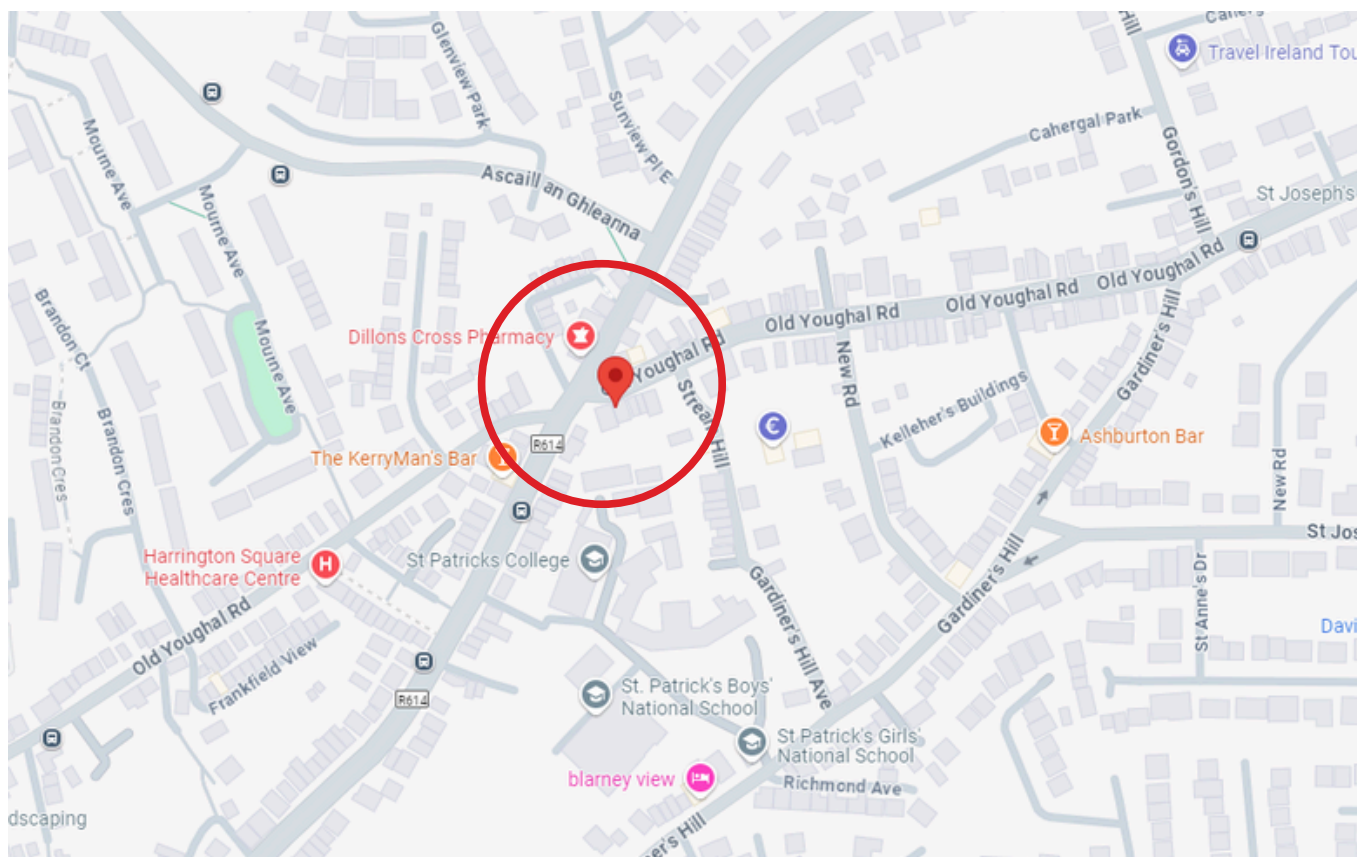 Glenview Park
Sunview Pl E
Hill
Travel Ireland Tou
Cahergal Park
Gordon's Hill
St Joseph's
Mourne Ave
Mourne Ave
Ascaill an Ghleanna
Old Youghal Rd
Old Youghal Rd
Old Youghal Rd
Brandon Ct
Mourne Ave
Dillons Cross Pharmacy
Youghal Rd
New Rd
Gardiner's Hill
Kelleher's Buildings
Stream Hill
€
Ashburton Bar
Brandon Cres
Brandon Cres
R614
The KerryMan's Bar
New Rd
St Jos
Harrington Square
Healthcare Centre
H
St Patricks College
Gardiner's Hill
St Anne's Dr
Gardiner's Hill Ave
Old Youghal Rd
Frankfield View
Davi
R614
St. Patrick's Boys'
National School
St Patrick's Girls'
National School
blarney view
Richmond Ave
dscaping
er's Hill